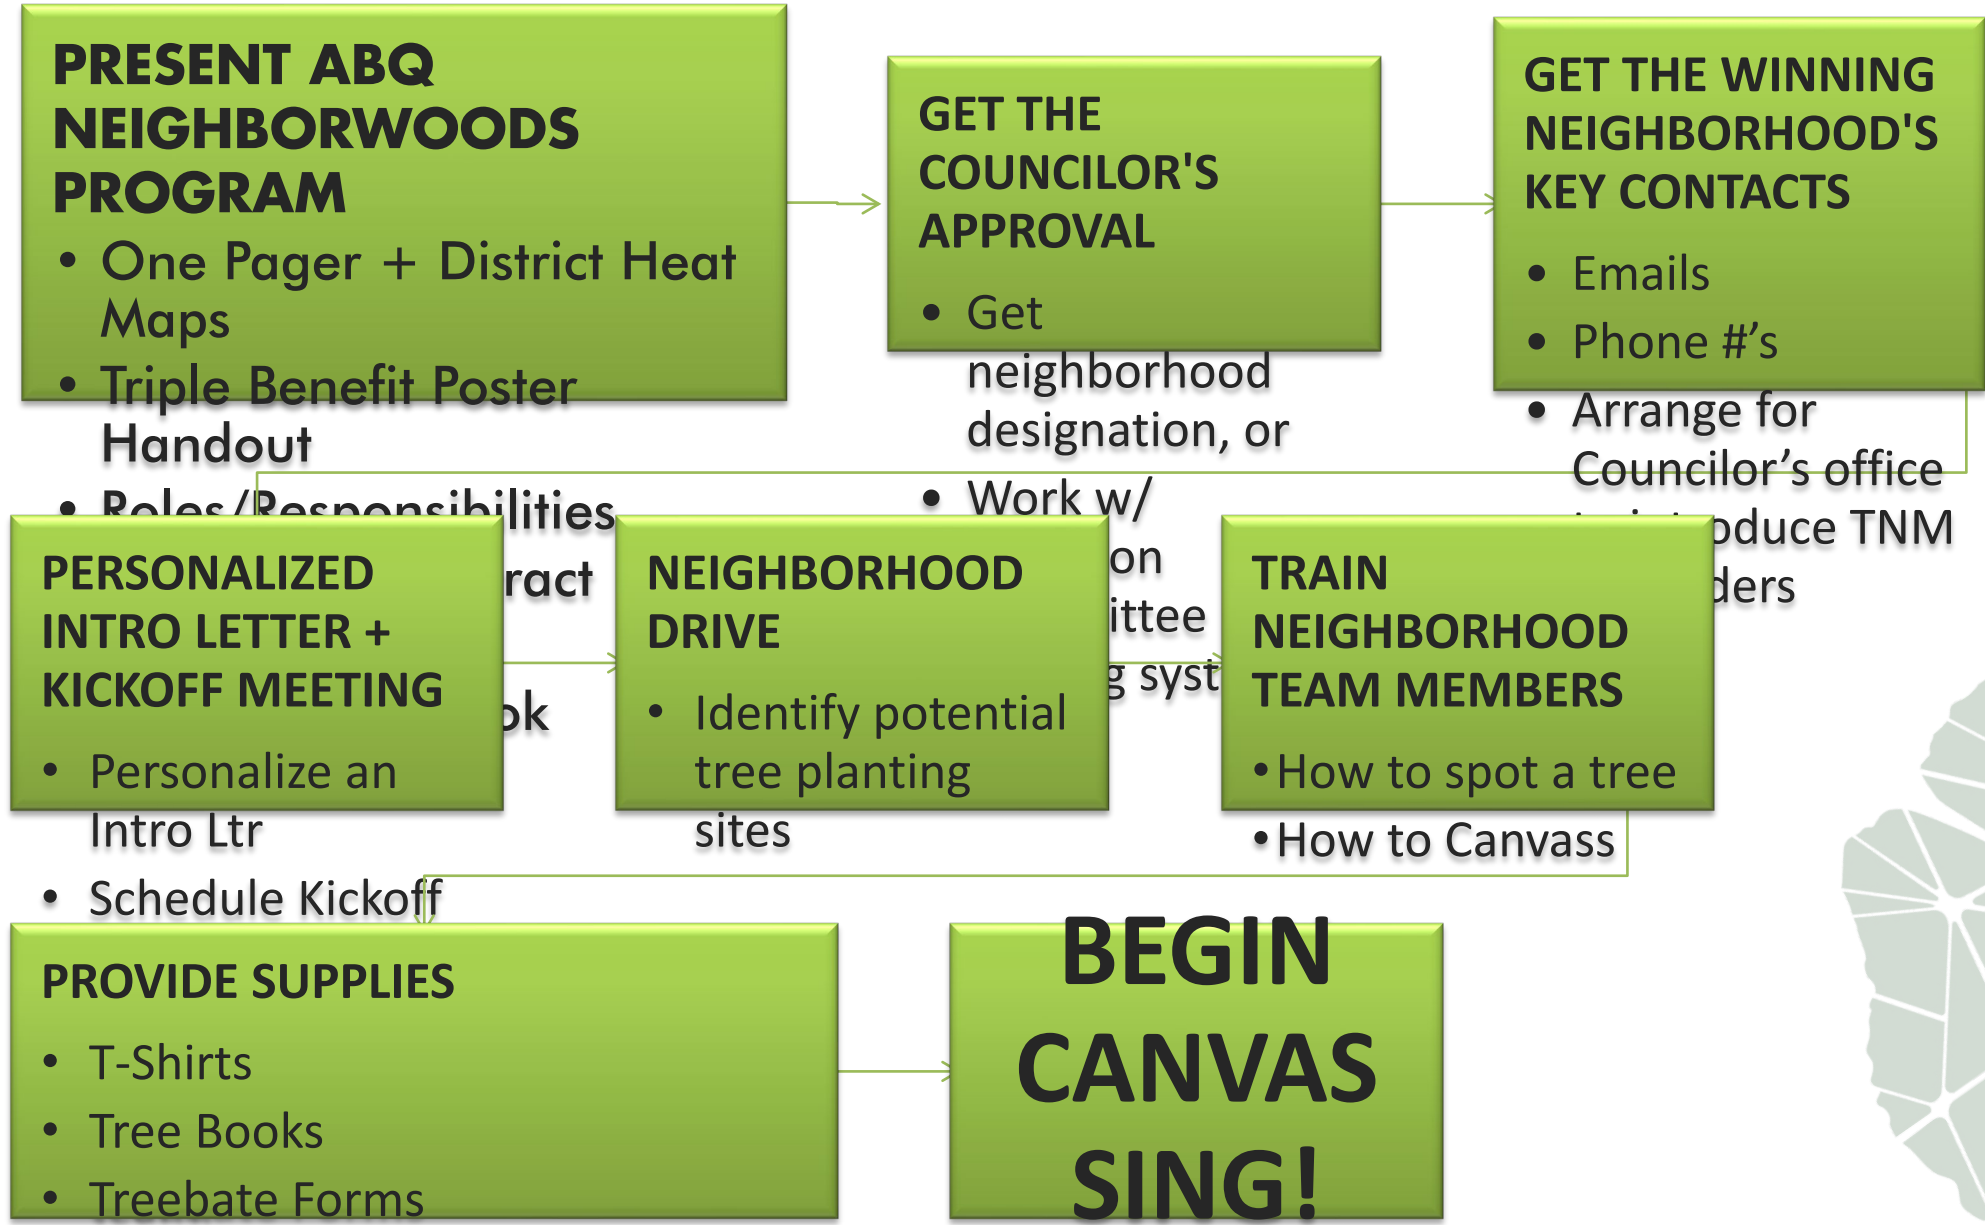 PRESENT ABQ
NEIGHBORWOODS
PROGRAM
• One Pager + District Heat
Maps
• Triple Benefit Poster
Handout
• Roles/Responsibilities
GET THE
COUNCILOR'S
APPROVAL
• Get
neighborhood
designation, or
• Work w/
GET THE WINNING
NEIGHBORHOOD'S
KEY CONTACTS
• Emails
• Phone #’s
• Arrange for
Councilor’s office
TNM
PERSONALIZED
INTRO LETTER +
KICKOFF MEETING
• Personalize an
Intro Ltr
• Schedule Kickoff
NEIGHBORHOOD
DRIVE
• Identify potential
tree planting
sites
TRAIN
NEIGHBORHOOD
TEAM MEMBERS
• How to spot a tree
• How to Canvass
PROVIDE SUPPLIES
• T-Shirts
• Tree Books
• Treebate Forms
BEGIN
CANVAS
SING!